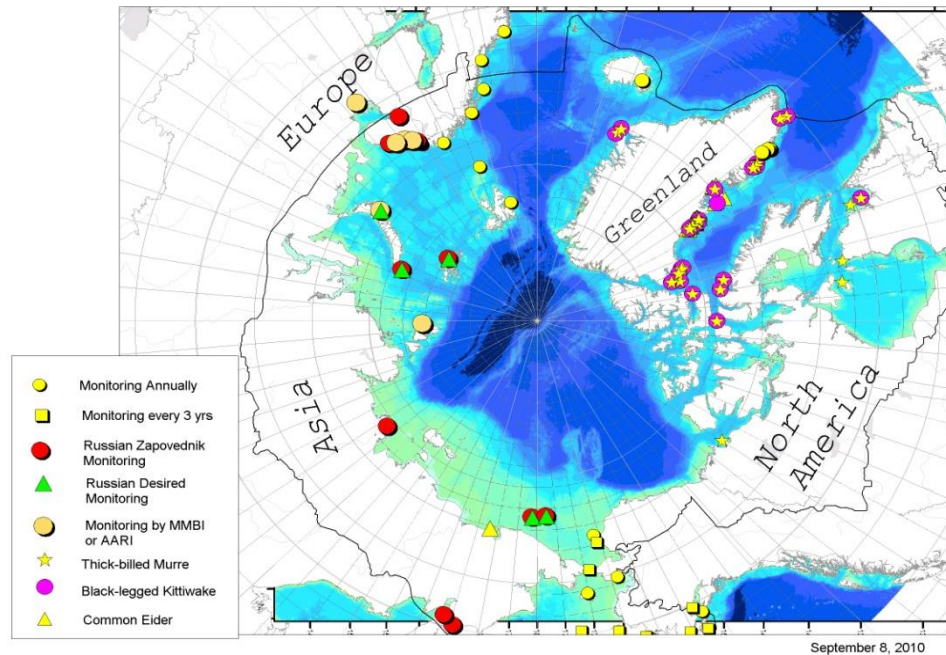 Europe
Greenland
Asia
North
America
Monitoring Annually
Monitoring every 3 yrs
Russian Zapovednik
Monitoring
Russian Desired
Monitoring
Monitoring by MMBI
or AARI
Thick-billed Murre
Black-legged Kittiwake
Common Eider
September 8, 2010